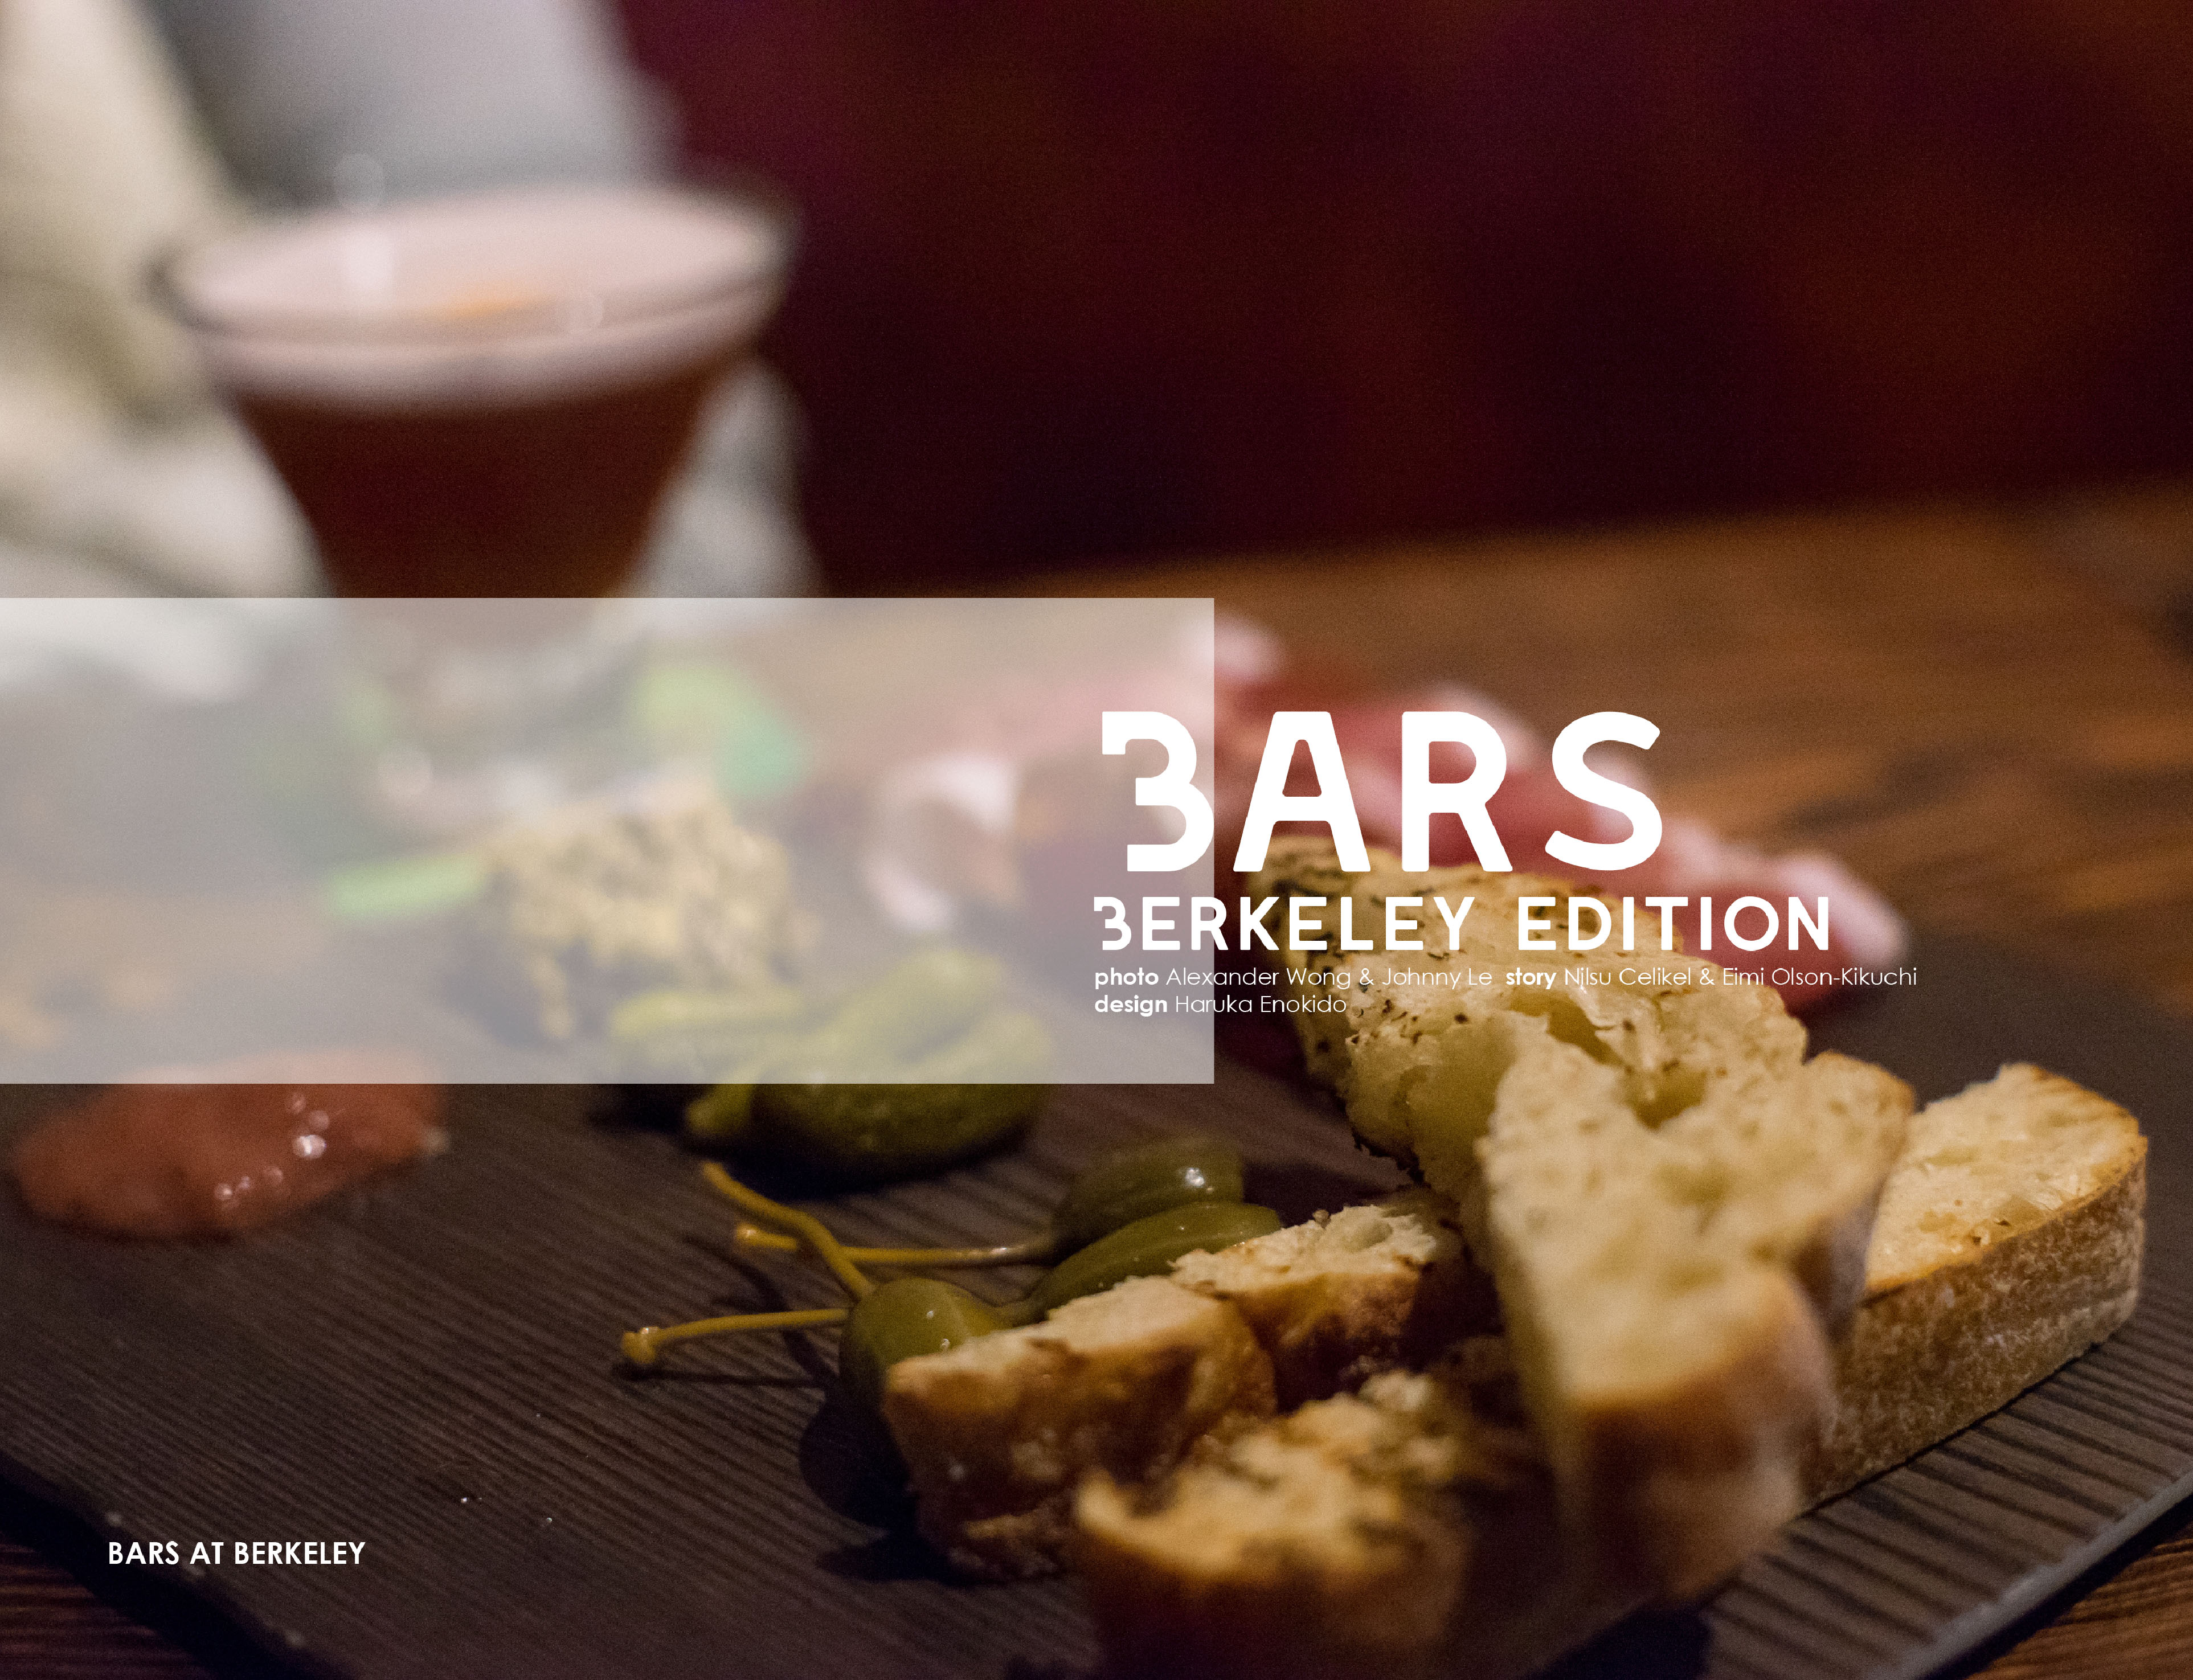 BARS
BERKELEY EDITION
photo Alexander Wong & Johnny Le story Nilsu Celikel & Eimi Olson-Kikuchi
design Haruka Enokido
BARS AT BERKELEY